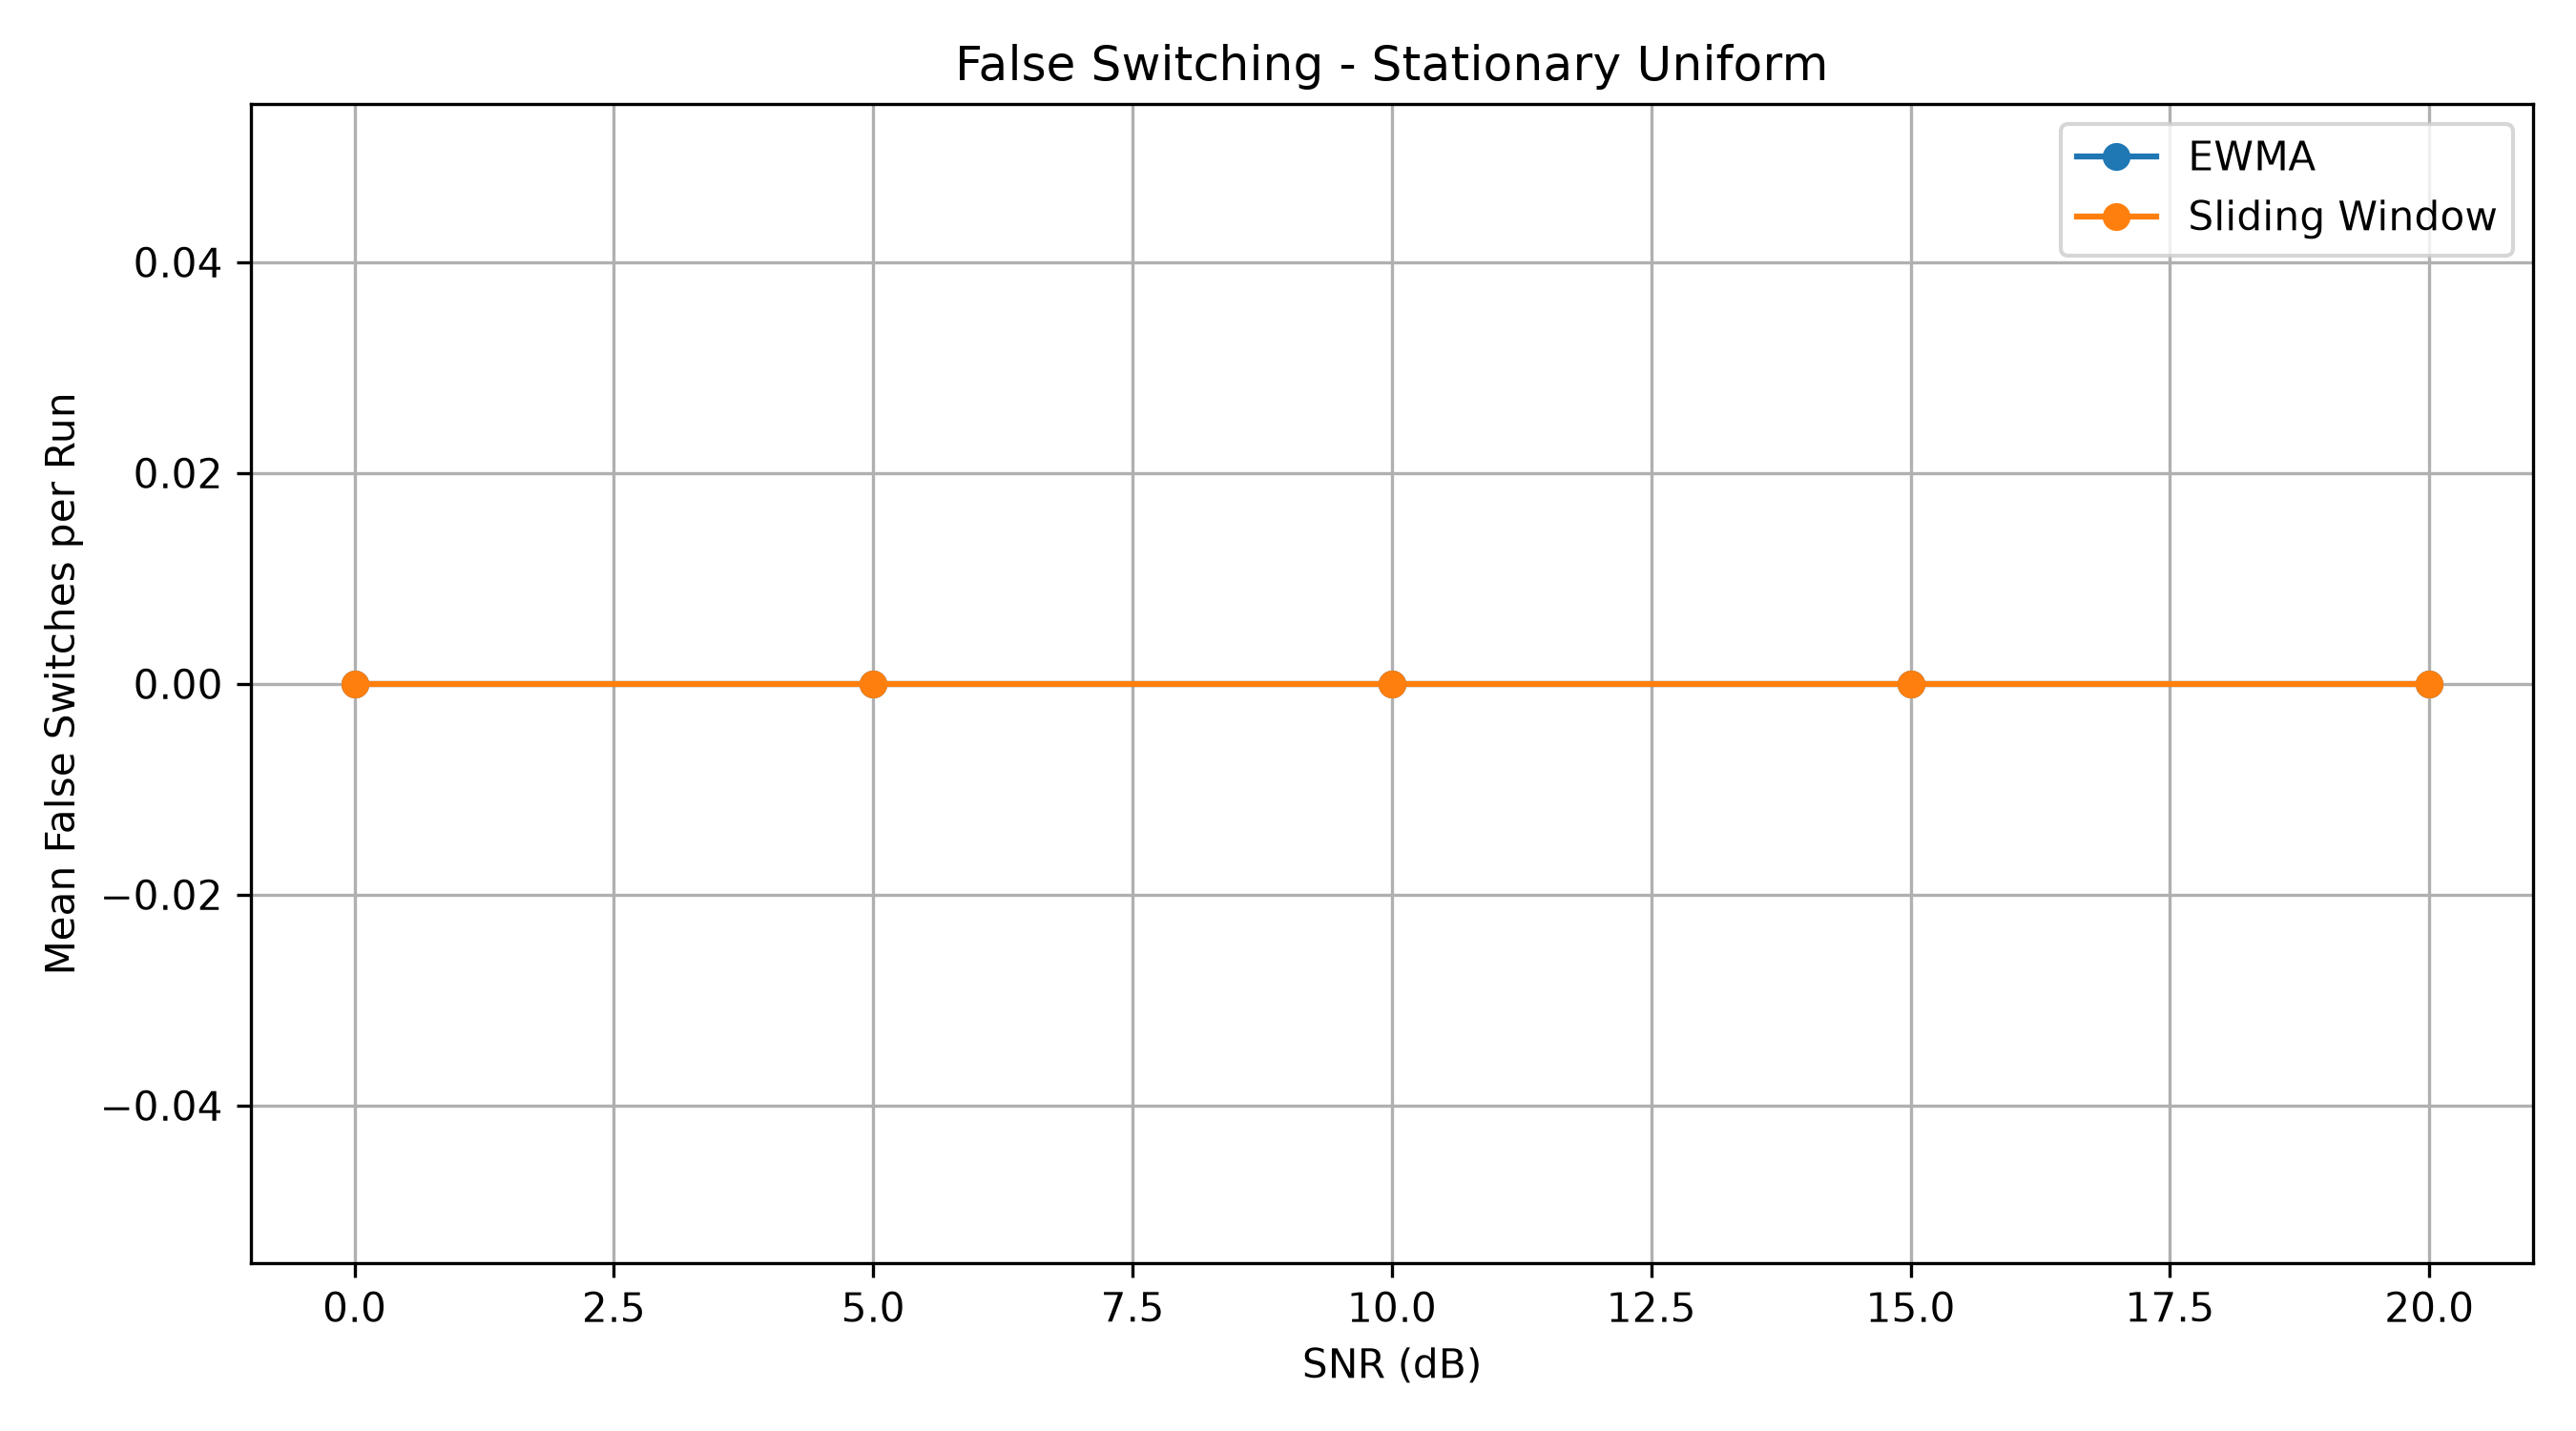 False Switching - Stationary Uniform
EWMA
Sliding Window
Mean False Switches per Run
0.04
0.02
0.00
−0.02
−0.04
0.0 2.5 5.0 7.5 10.0 12.5 15.0 17.5 20.0
SNR (dB)